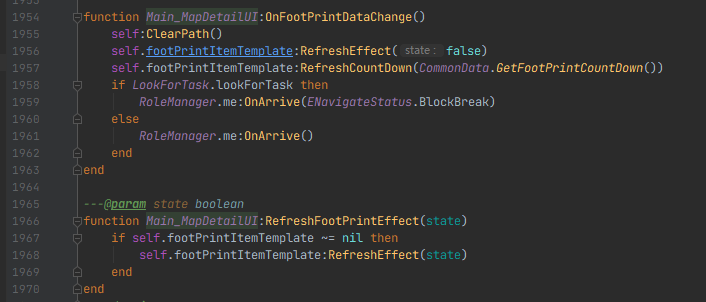 1953
1954 function Main_MapDetailUI:OnFootPrintDataChange()
1955 self:ClearPath()
1956 self.footPrintItemTemplate:RefreshEffect( state: false)
1957 self.footPrintItemTemplate:RefreshCountDown(CommonData.GetFootPrintCountDown())
1958 if LookForTask.lookForTask then
1959 RoleManager.me:OnArrive(ENavigateStatus.BlockBreak)
1960 else
1961 RoleManager.me:OnArrive()
1962 end
1963 end
1964
1965 ---@param state boolean
1966 function Main_MapDetailUI:RefreshFootPrintEffect(state)
1967 if self.footPrintItemTemplate ~= nil then
1968 self.footPrintItemTemplate:RefreshEffect(state)
1969 end
1970 end